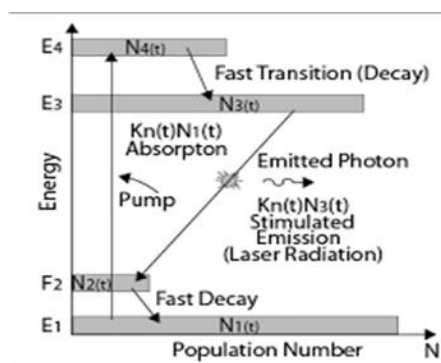 E4
N4(t)
Fast Transition (Decay)
E3
N3(t)
Kn(t)N1(t)
Absorpton
Emitted Photon
Energy
Pump
Kn(t)N3(t)
Stimulated
Emission
(Laser Radiation)
F2
N2(t)
Fast Decay
E1
N1(t)
Population Number
N